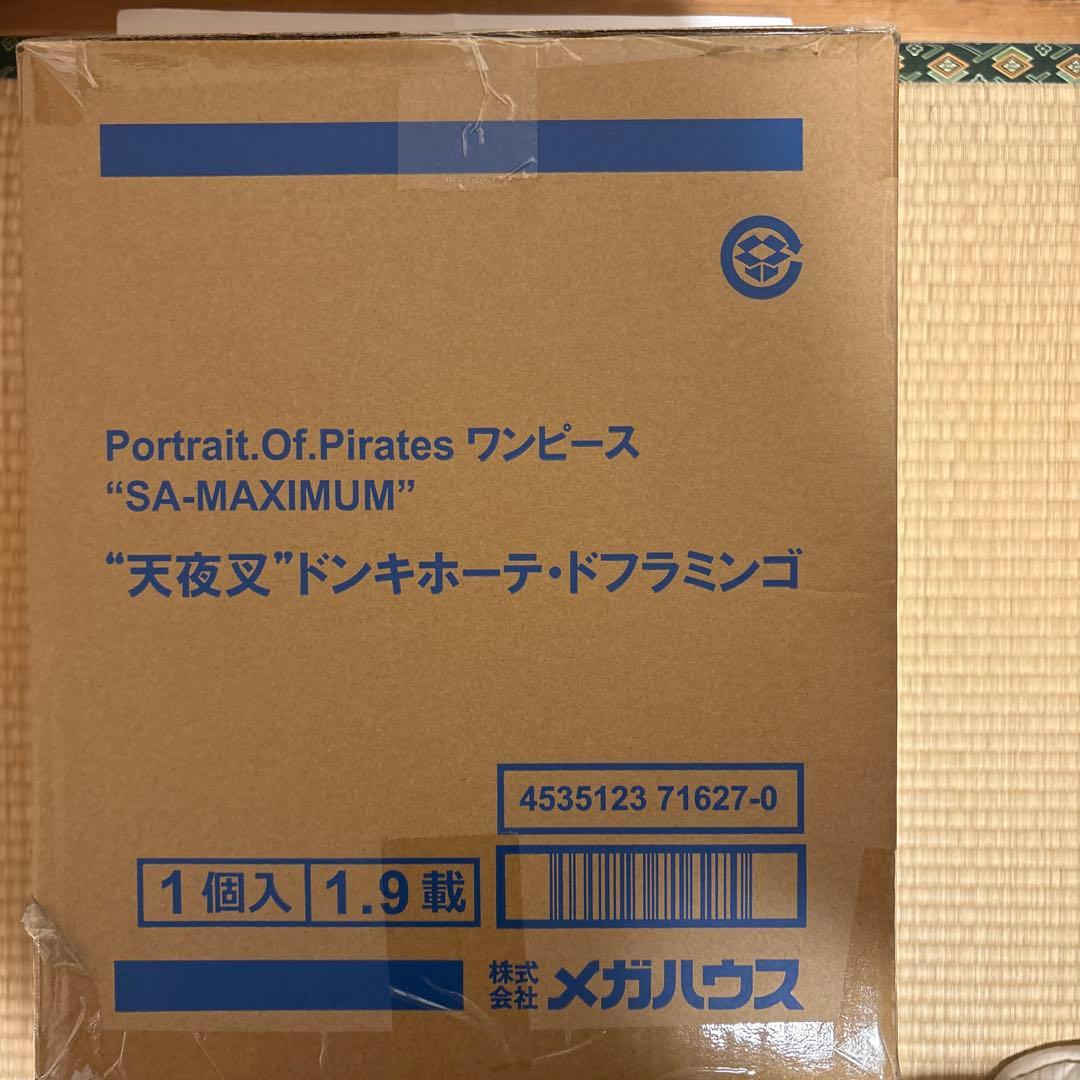 Portrait.Of.Pirates ワンピース
“SA-MAXIMUM”
“天夜叉”ドンキホーテ・ドフラミンゴ
4535123 71627-0
1個入 1.9載
株式会社 メガハウス